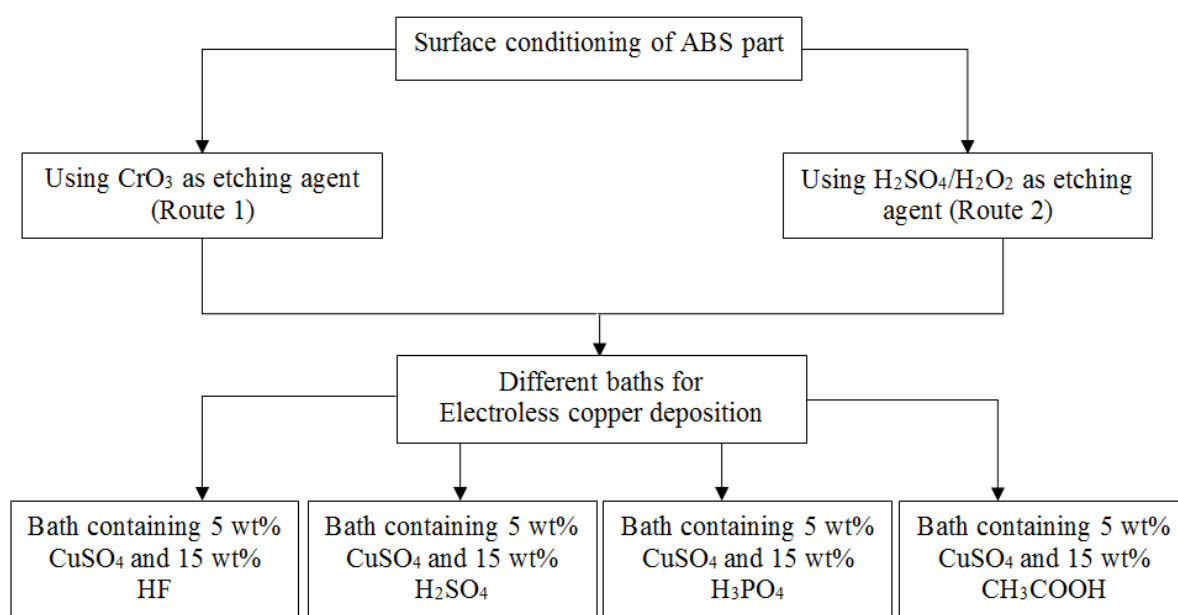 Surface conditioning of ABS part
Using CrO₃ as etching agent
(Route 1)
Using H₂SO₄/H₂O₂ as etching
agent (Route 2)
Different baths for
Electroless copper deposition
Bath containing 5 wt%
CuSO₄ and 15 wt%
HF
Bath containing 5 wt%
CuSO₄ and 15 wt%
H₂SO₄
Bath containing 5 wt%
CuSO₄ and 15 wt%
H₃PO₄
Bath containing 5 wt%
CuSO₄ and 15 wt%
CH₃COOH